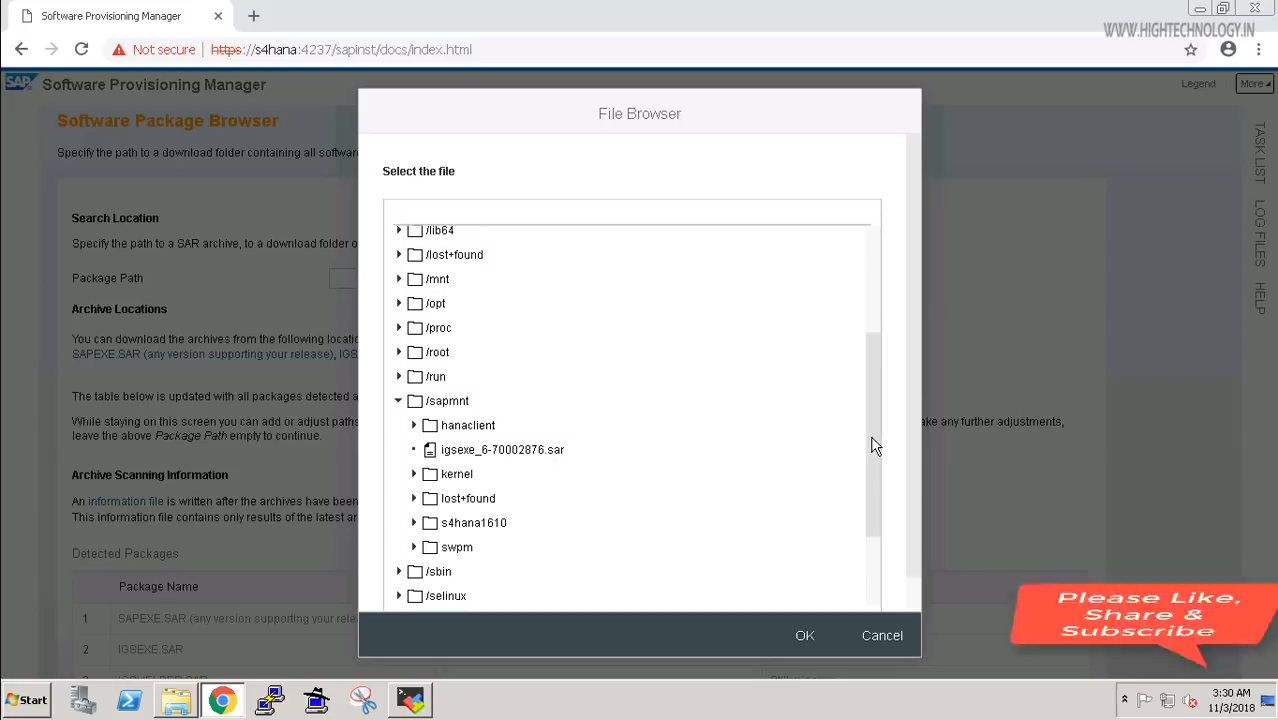 Software Provisioning Manager
WWW.HIGHTECHNOLOGY.IN
Not secure
https://s4hana:4237/sapinst/docs/index.html
SAP Software Provisioning Manager
Legend
More
Software Package Browser
Specify the path to a download folder containing all softwa
Search Location
Specify the path to a SAR archive, to a download folder o
Package Path
Archive Locations
You can download the archives from the following locatio
SAPEXE.SAR (any version supporting your release), IGS
The table below is updated with all packages detected a
While staying on this screen you can add or adjust paths
ke any further adjustments,
leave the above Package Path empty to continue.
Archive Scanning Information
An information file is written after the archives have been
This information file contains only results of the latest ar
Detected Packages
Package Name
1 SAPEXE.SAR (any version supporting your rele
2 IGSEXE.SAR
File Browser
Select the file
/lib64
/lost+found
/mnt
/opt
/proc
/root
/run
/sapmnt
hanaclient
igsexe_6-70002876.sar
kernel
lost+found
s4hana1610
swpm
/sbin
/selinux
OK
Cancel
TASK LIST
LOG FILES
HELP
Please Like,
Share &
Subscribe
Start
3:30 AM
11/3/2018